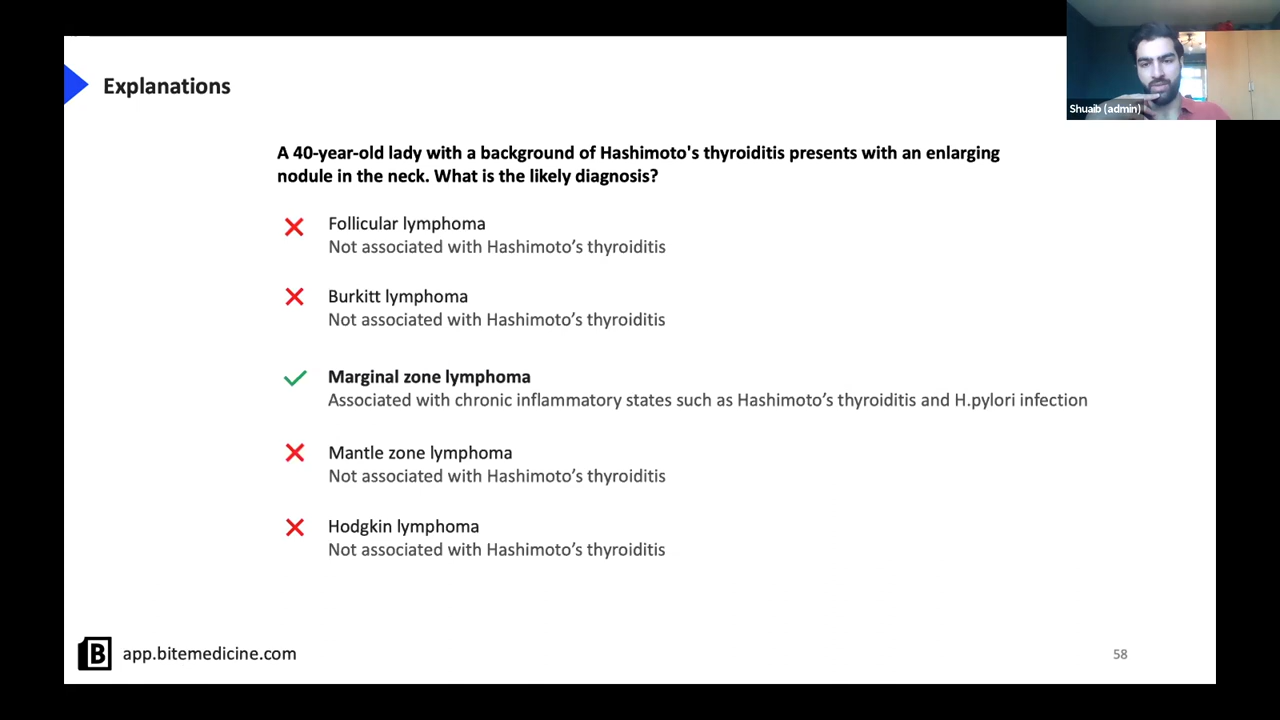 Shuaib (admin)
Explanations
A 40-year-old lady with a background of Hashimoto's thyroiditis presents with an enlarging
nodule in the neck. What is the likely diagnosis?
Follicular lymphoma
Not associated with Hashimoto’s thyroiditis
Burkitt lymphoma
Not associated with Hashimoto’s thyroiditis
Marginal zone lymphoma
Associated with chronic inflammatory states such as Hashimoto’s thyroiditis and H.pylori infection
Mantle zone lymphoma
Not associated with Hashimoto’s thyroiditis
Hodgkin lymphoma
Not associated with Hashimoto’s thyroiditis
B app.bitemedicine.com
58